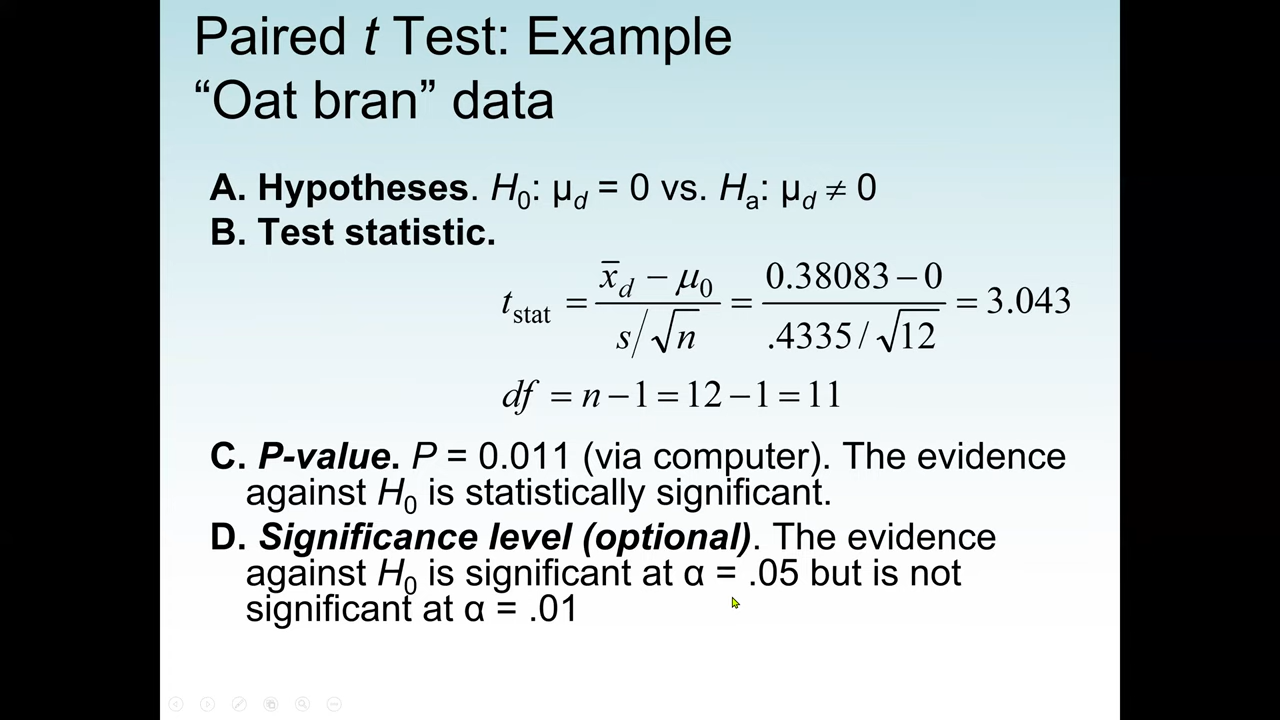 Paired t Test: Example
“Oat bran” data
A. Hypotheses. H₀: µd = 0 vs. Ha: µd ≠ 0
B. Test statistic.
t_stat = (x̄_d − μ₀) / (s/√n) = (0.38083 − 0) / (.4335 / √12) = 3.043
df = n − 1 = 12 − 1 = 11
C. P-value. P = 0.011 (via computer). The evidence
against H₀ is statistically significant.
D. Significance level (optional). The evidence
against H₀ is significant at α = .05 but is not
significant at α = .01